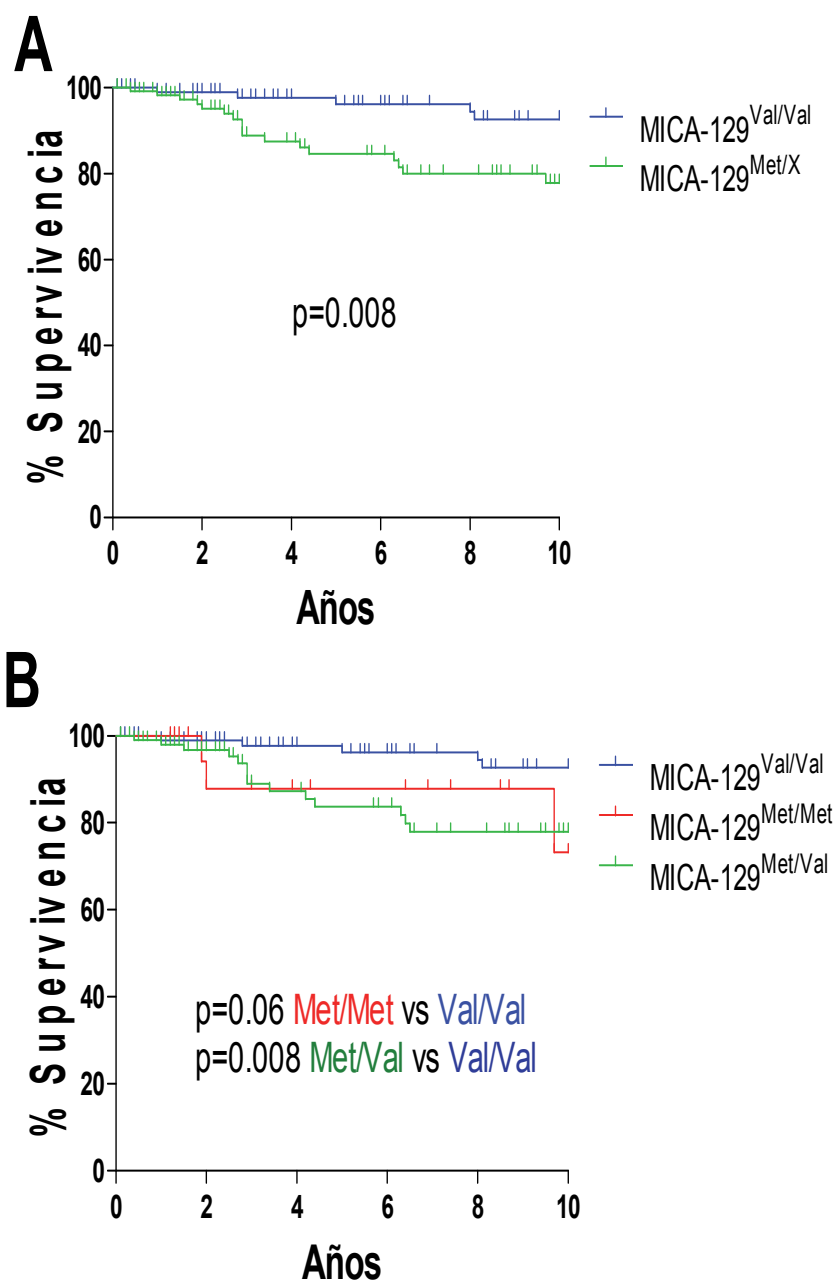 A
100
80
60
40
20
0
% Supervivencia
0 2 4 6 8 10
Años
p=0.008
MICA-129Val/Val
MICA-129Met/X
B
100
80
60
40
20
0
% Supervivencia
0 2 4 6 8 10
Años
p=0.06 Met/Met vs Val/Val
p=0.008 Met/Val vs Val/Val
MICA-129Val/Val
MICA-129Met/Met
MICA-129Met/Val